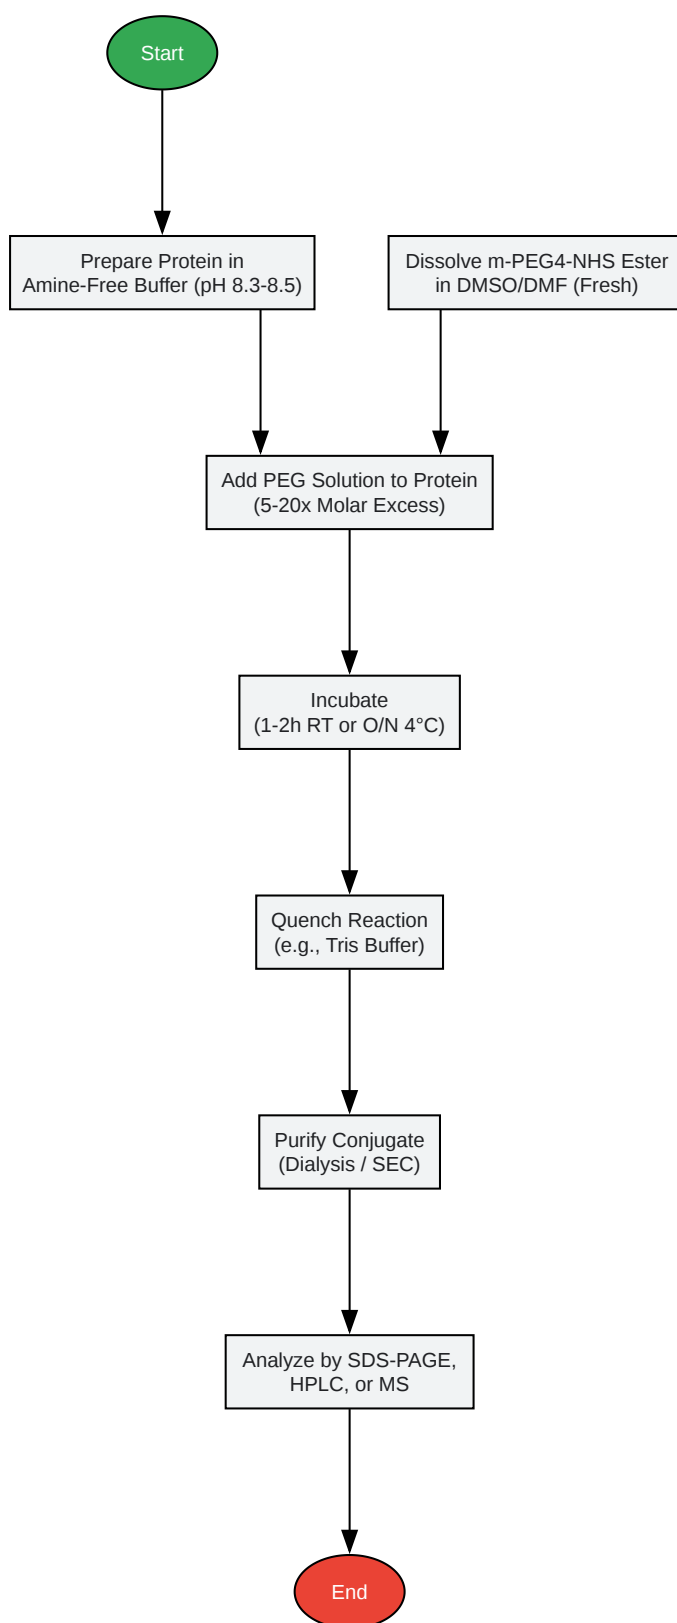 Start
Prepare Protein in
Amine-Free Buffer (pH 8.3-8.5)
Dissolve m-PEG4-NHS Ester
in DMSO/DMF (Fresh)
Add PEG Solution to Protein
(5-20x Molar Excess)
Incubate
(1-2h RT or O/N 4°C)
Quench Reaction
(e.g., Tris Buffer)
Purify Conjugate
(Dialysis / SEC)
Analyze by SDS-PAGE,
HPLC, or MS
End